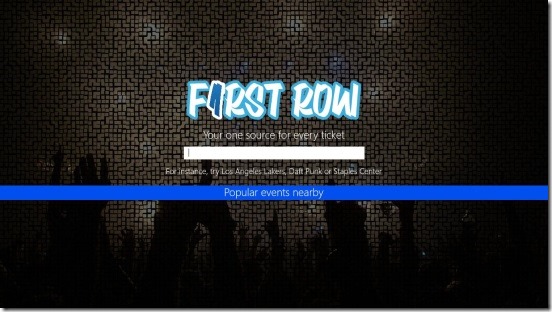 F1RST ROW
Your one source for every ticket
For instance, try Los Angeles Lakers, Daft Punk or Staples Center
Popular events nearby